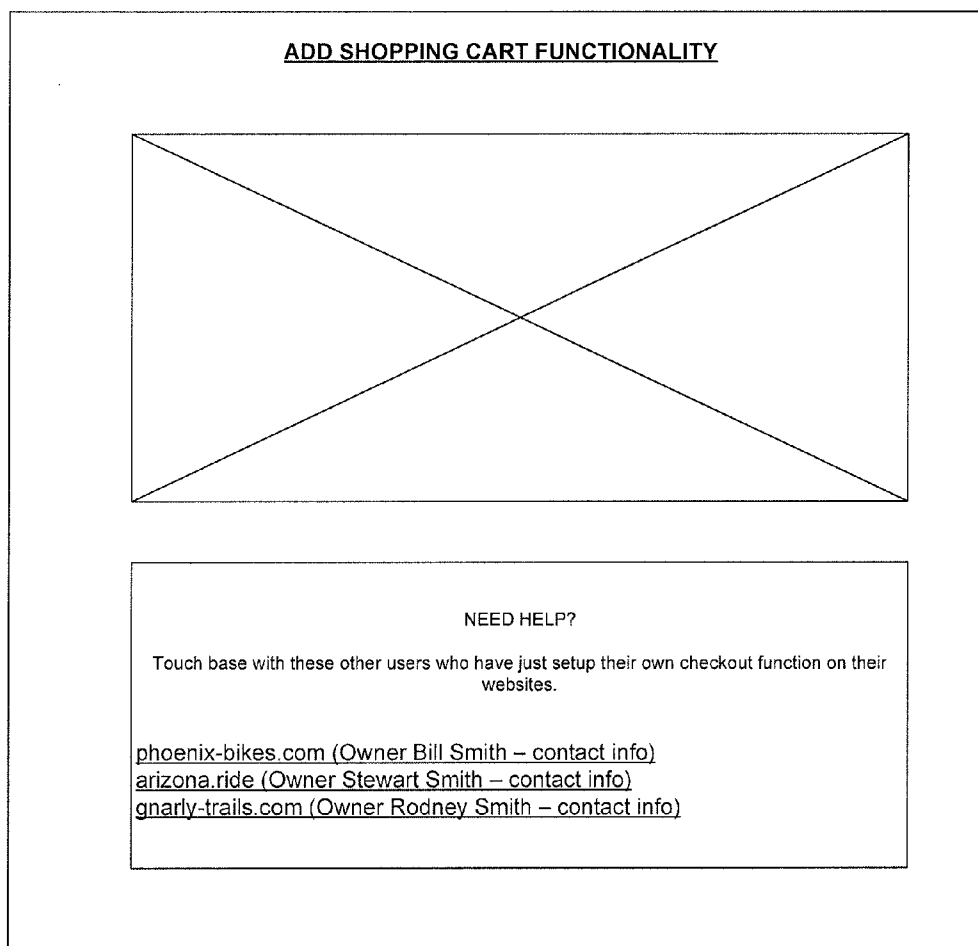 ADD SHOPPING CART FUNCTIONALITY
NEED HELP?
Touch base with these other users who have just setup their own checkout function on their
websites.
phoenix-bikes.com (Owner Bill Smith – contact info)
arizona.ride (Owner Stewart Smith – contact info)
gnarly-trails.com (Owner Rodney Smith – contact info)